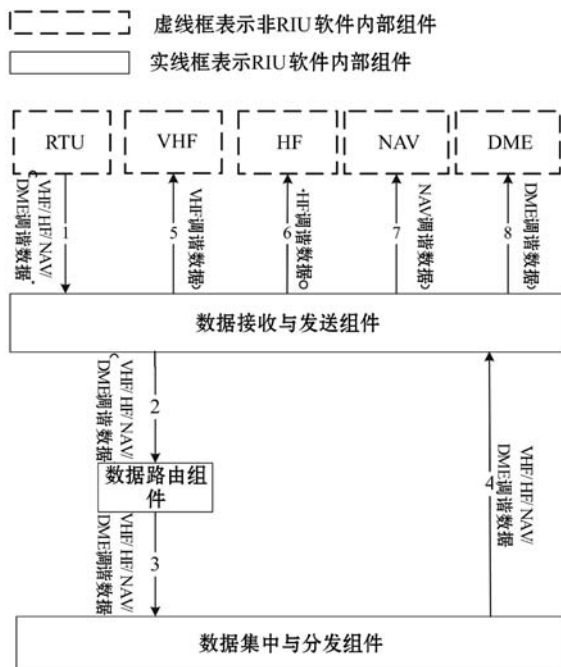 虚线框表示非RIU软件内部组件
实线框表示RIU软件内部组件
RTU
VHF
HF
NAV
DME
VHF/HF/NAV/
DME调谐数据
1
5
VHF调谐数据
6
HF调谐数据
7
NAV调谐数据
8
DME调谐数据
数据接收与发送组件
VHF/HF/NAV/
DME调谐数据
2
数据路由组
件
VHF/HF/NAV/
DME调谐数据
3
4
VHF/HF/NAV/
DME调谐数据
数据集中与分发组件